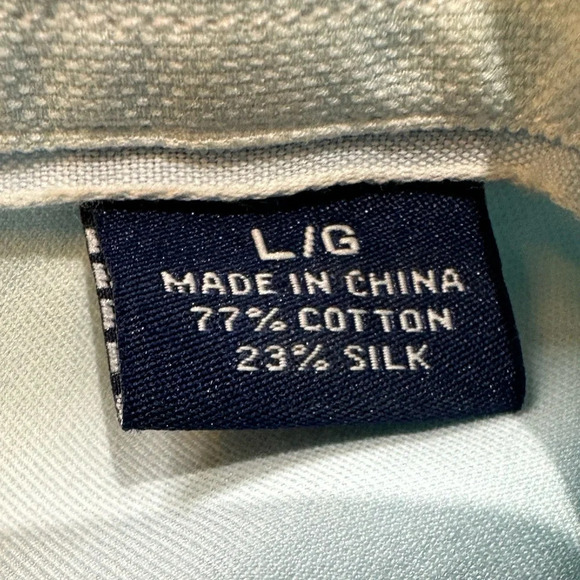 L/G
MADE IN CHINA
77% COTTON
23% SILK